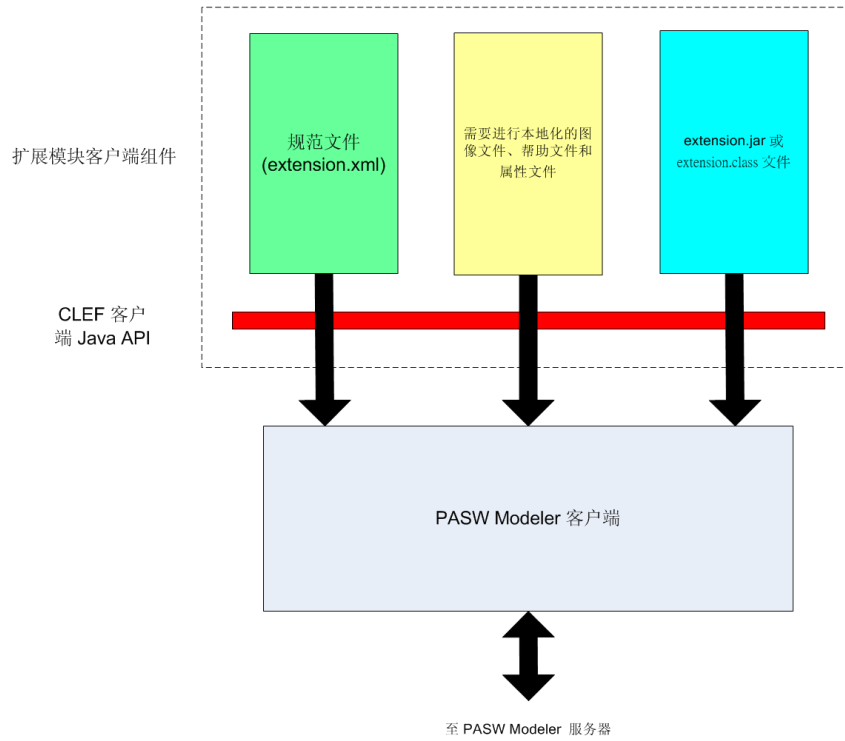 规范文件
(extension.xml)
需要进行本地化的图
像文件、帮助文件和
属性文件
extension.jar 或
extension.class 文件
扩展模块客户端组件
CLEF 客户
端 Java API
PASW Modeler 客户端
至 PASW Modeler 服务器